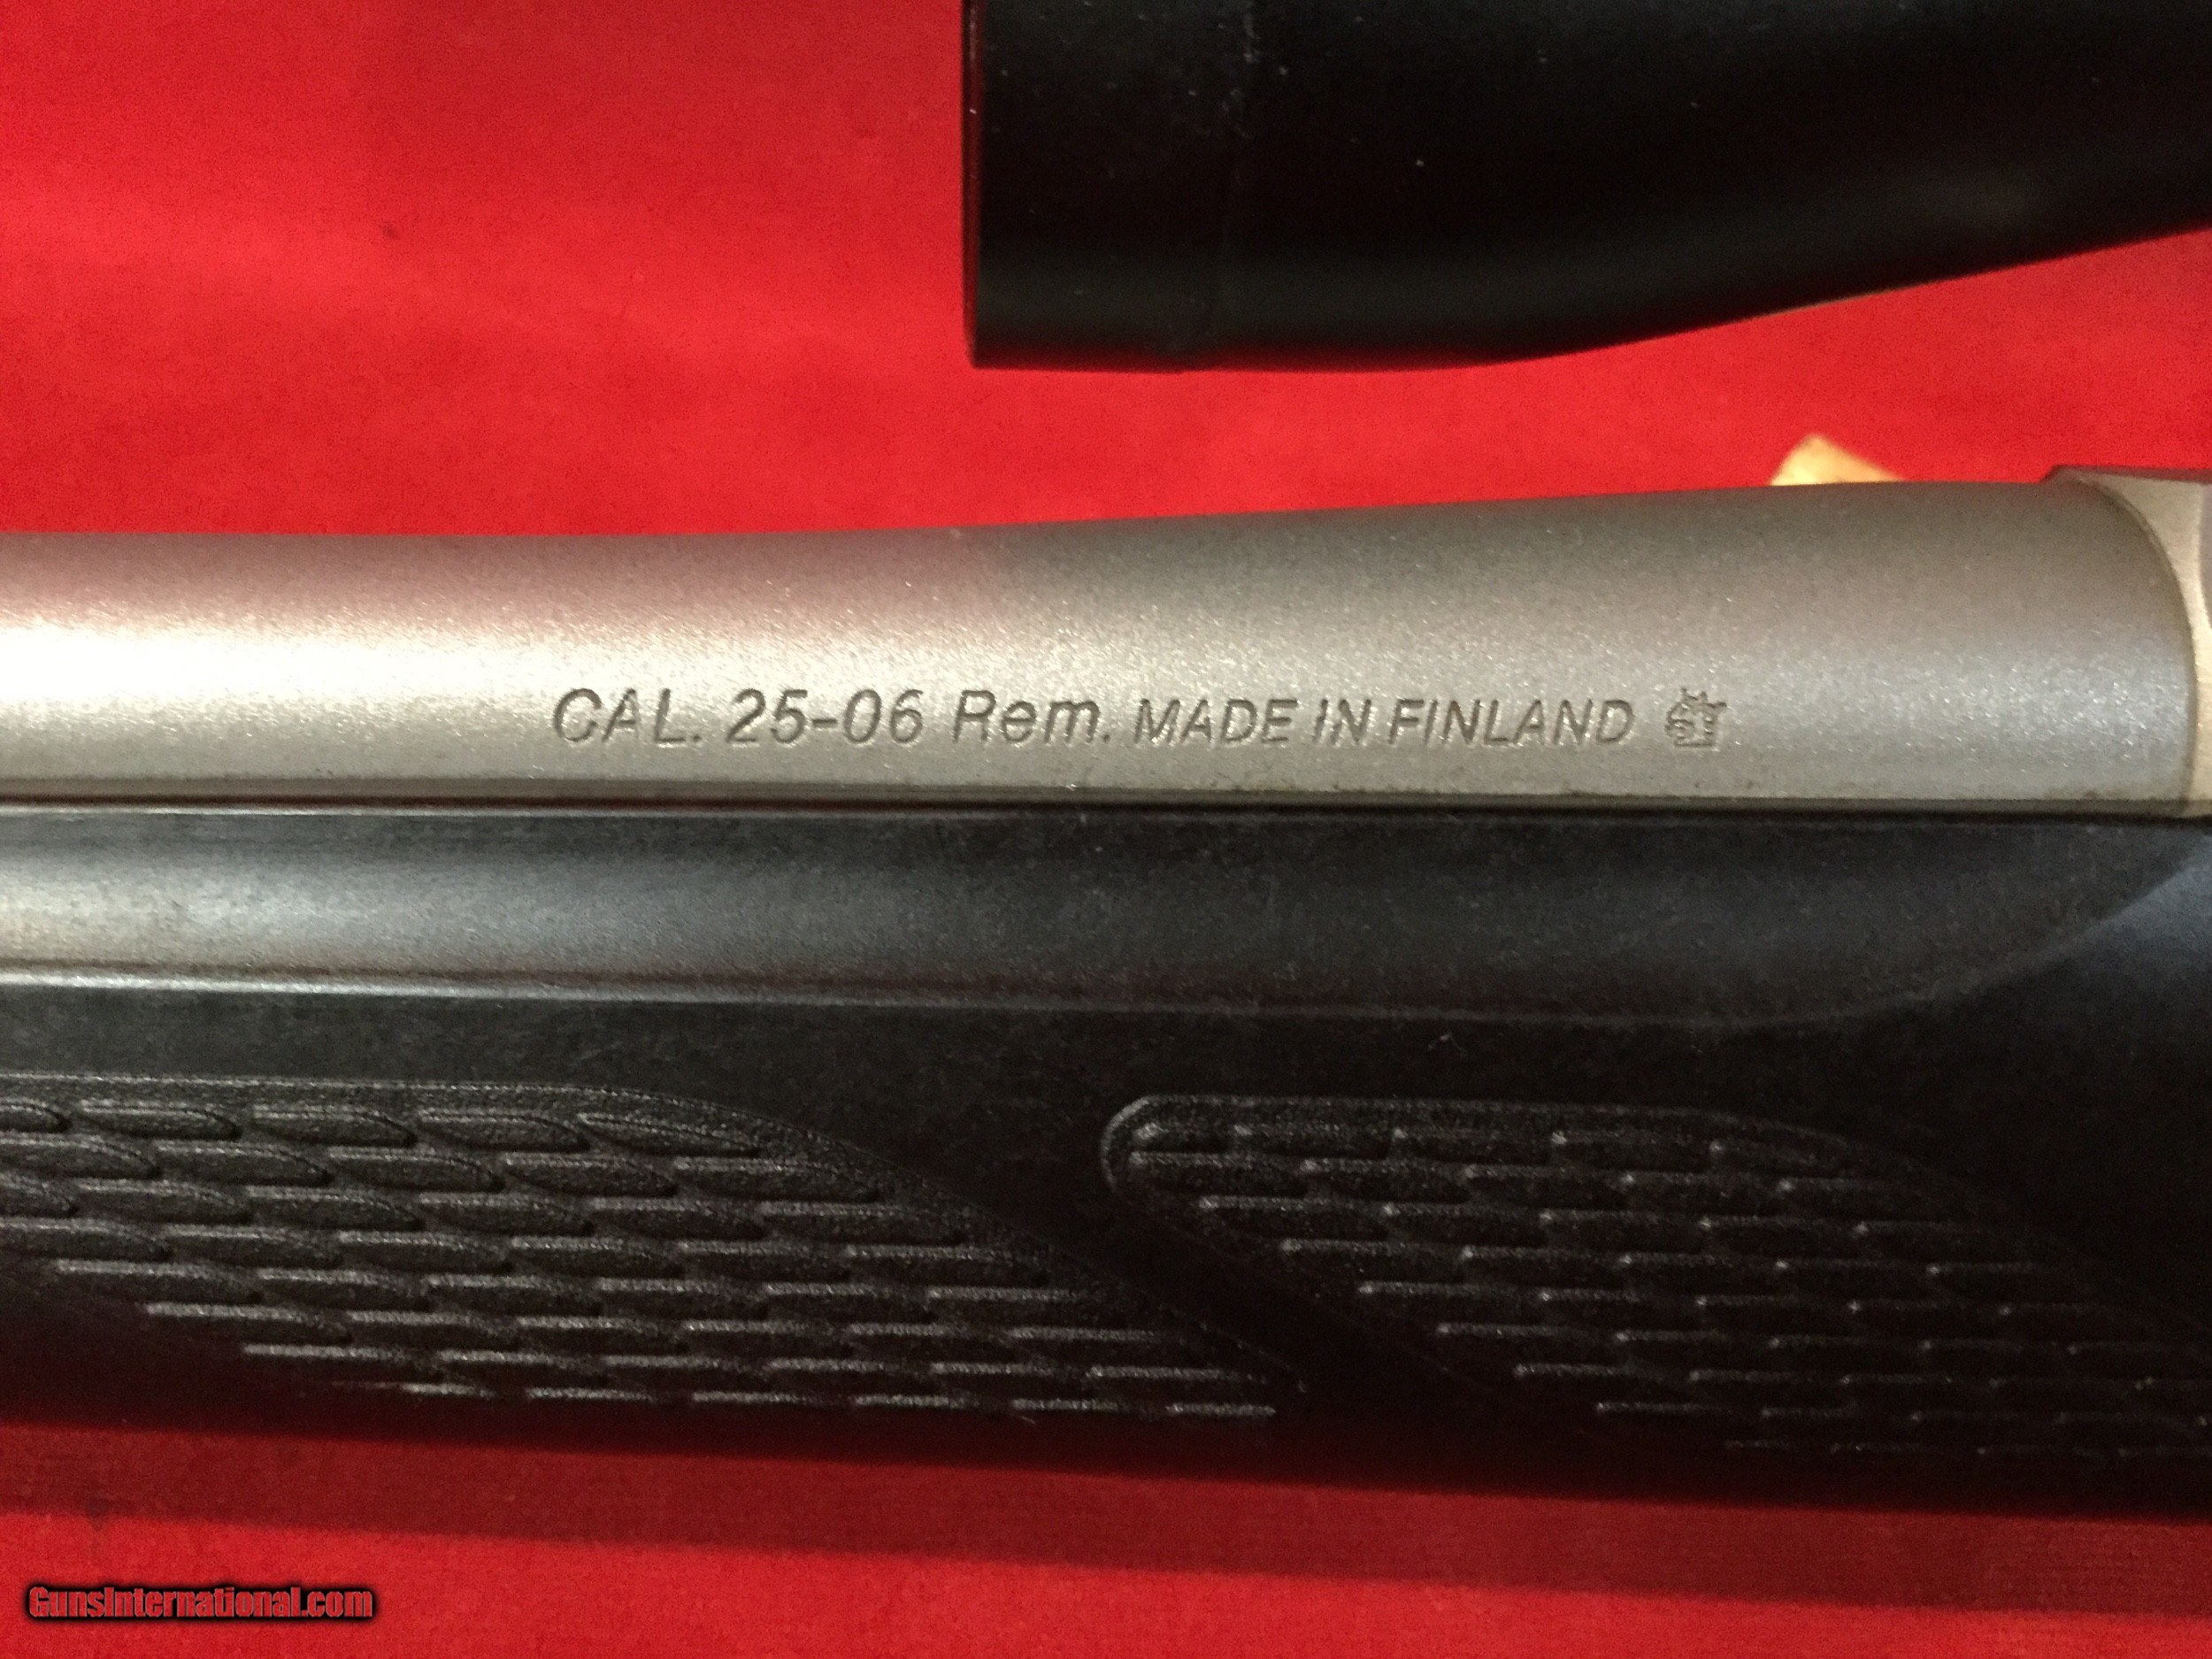 CAL. 25-06 Rem. MADE IN FINLAND
GunsInternational.com